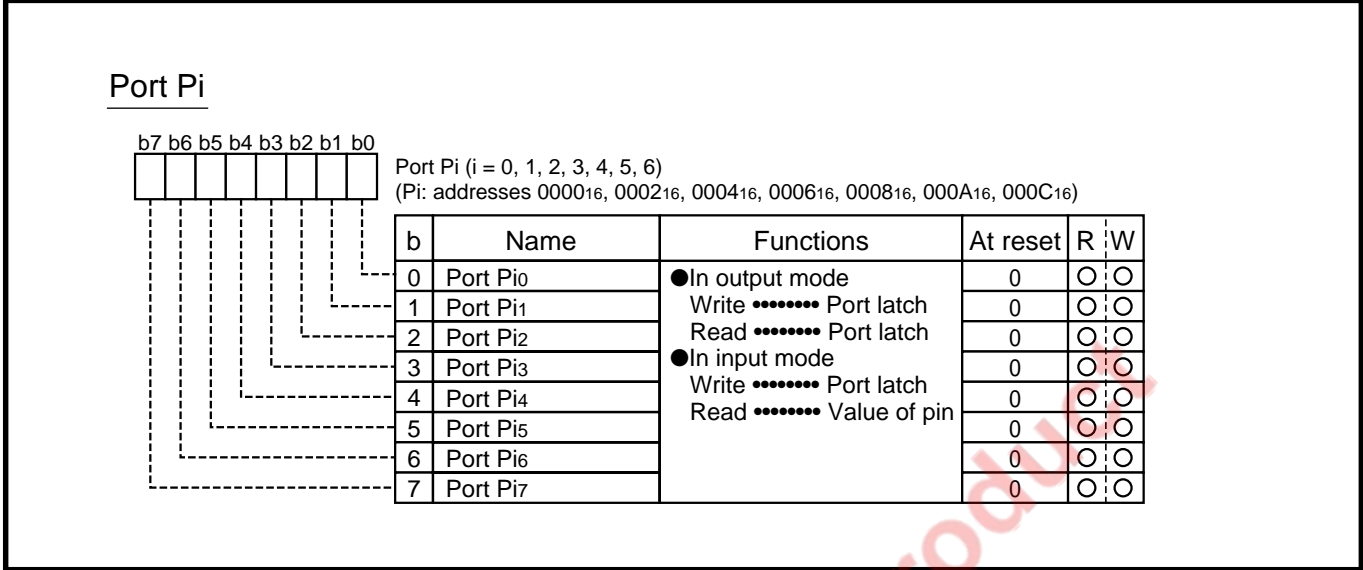 Port Pi
b7 b6 b5 b4 b3 b2 b1 b0
Port Pi (i = 0, 1, 2, 3, 4, 5, 6)
(Pi: addresses 000016, 000216, 000416, 000616, 000816, 000A16, 000C16)
b Name Functions At reset R W
0 Port Pi0 ●In output mode 0 ○ ○
1 Port Pi1 Write •••••••• Port latch 0 ○ ○
2 Port Pi2 Read •••••••• Port latch 0 ○ ○
3 Port Pi3 ●In input mode 0 ○ ○
4 Port Pi4 Write •••••••• Port latch 0 ○ ○
5 Port Pi5 Read •••••••• Value of pin 0 ○ ○
6 Port Pi6 0 ○ ○
7 Port Pi7 0 ○ ○